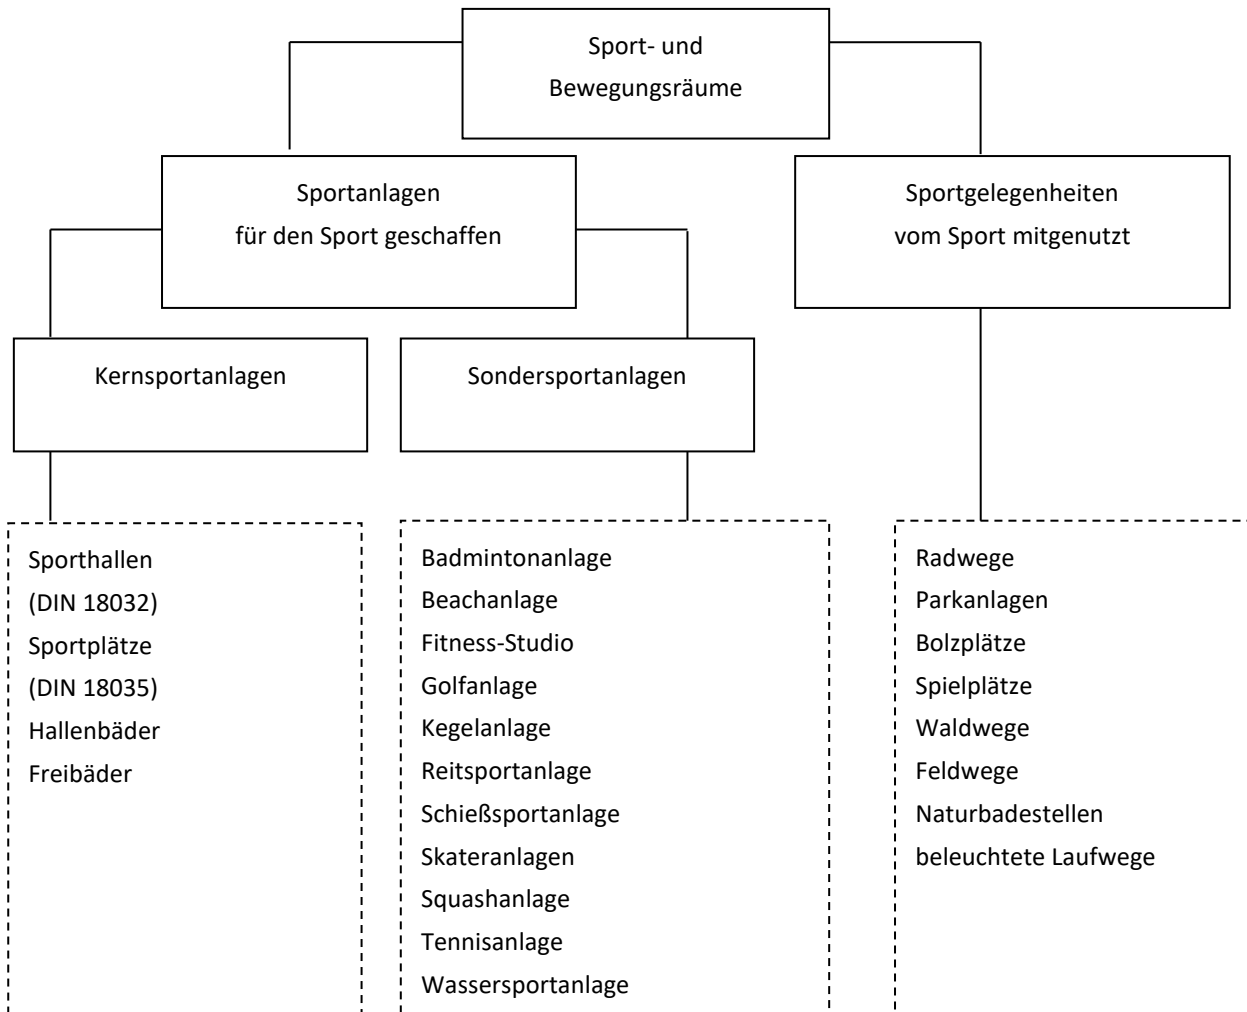 Sport- und
Bewegungsräume
Sportanlagen
für den Sport geschaffen
Sportgelegenheiten
vom Sport mitgenutzt
Kernsportanlagen
Sondersportanlagen
Sporthallen
(DIN 18032)
Sportplätze
(DIN 18035)
Hallenbäder
Freibäder
Badmintonanlage
Beachanlage
Fitness-Studio
Golfanlage
Kegelanlage
Reitsportanlage
Schießsportanlage
Skateranlagen
Squashanlage
Tennisanlage
Wassersportanlage
Radwege
Parkanlagen
Bolzplätze
Spielplätze
Waldwege
Feldwege
Naturbadestellen
beleuchtete Laufwege